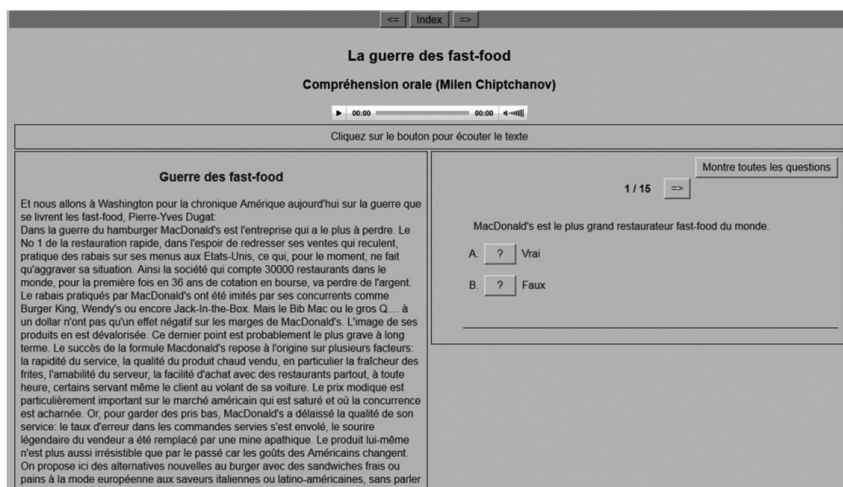 <= Index =>
La guerre des fast-food
Compréhension orale (Milen Chiptchanov)
00:00 00:00
Cliquez sur le bouton pour écouter le texte
Guerre des fast-food
Et nous allons à Washington pour la chronique Amérique aujourd'hui sur la guerre que
se livrent les fast-food, Pierre-Yves Dugat:
Dans la guerre du hamburger MacDonald's est l'entreprise qui a le plus à perdre. Le
No 1 de la restauration rapide, dans l'espoir de redresser ses ventes qui reculent,
pratique des rabais sur ses menus aux Etats-Unis, ce qui, pour le moment, ne fait
qu'aggraver sa situation. Ainsi la société qui compte 30000 restaurants dans le
monde, pour la première fois en 36 ans de cotation en bourse, va perdre de l'argent.
Le rabais pratiqués par MacDonald's ont été imités par ses concurrents comme
Burger King, Wendy's ou encore Jack-In-the-Box. Mais le Bib Mac ou le gros Q.... à
un dollar n'ont pas qu'un effet négatif sur les marges de MacDonald's. L'image de ses
produits en est dévalorisée. Ce dernier point est probablement le plus grave à long
terme. Le succès de la formule Macdonald's repose à l'origine sur plusieurs facteurs:
la rapidité du service, la qualité du produit chaud vendu, en particulier la fraîcheur des
frites, l'amabilité du serveur, la facilité d'achat avec des restaurants partout, à toute
heure, certains servant même le client au volant de sa voiture. Le prix modique est
particulièrement important sur le marché américain qui est saturé et où la concurrence
est acharnée. Or, pour garder des pris bas, MacDonald's a délaissé la qualité de son
service: le taux d'erreur dans les commandes servies s'est envolé, le sourire
légendaire du vendeur a été remplacé par une mine apathique. Le produit lui-même
n'est plus aussi irrésistible que par le passé car les goûts des Américains changent.
On propose ici des alternatives nouvelles au burger avec des sandwiches frais ou
pains à la mode européenne aux saveurs italiennes ou latino-américaines, sans parler
Montre toutes les questions
1 / 15 =>
MacDonald's est le plus grand restaurateur fast-food du monde.
A. ? Vrai
B. ? Faux